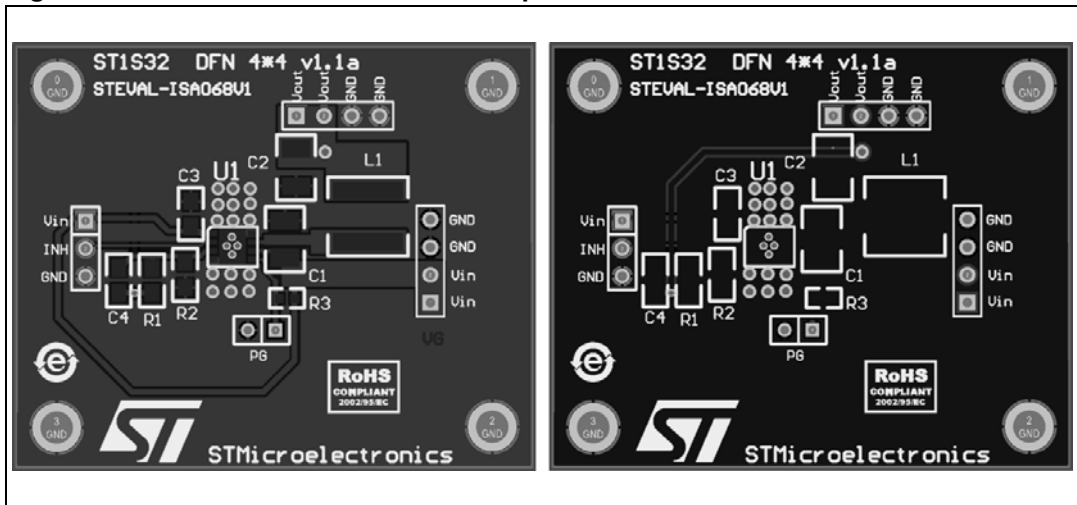 ST1S32 DFN 4*4 v1.1a
STEVAL-ISA068V1
0 GND
1 GND
Vout Vout GND GND
C2
L1
U1
C3
Vin
INH
GND
GND
GND
Vin
Vin
C1
C4
R1
R2
R3
PG
VG
RoHS
COMPLIANT
2002/95/EC
e
3 GND
2 GND
ST
STMicroelectronics
ST1S32 DFN 4*4 v1.1a
STEVAL-ISA068V1
0 GND
1 GND
Vout Vout GND GND
C2
L1
U1
C3
Vin
INH
GND
GND
GND
Vin
Vin
C1
C4
R1
R2
R3
PG
RoHS
COMPLIANT
2002/95/EC
e
3 GND
2 GND
ST
STMicroelectronics